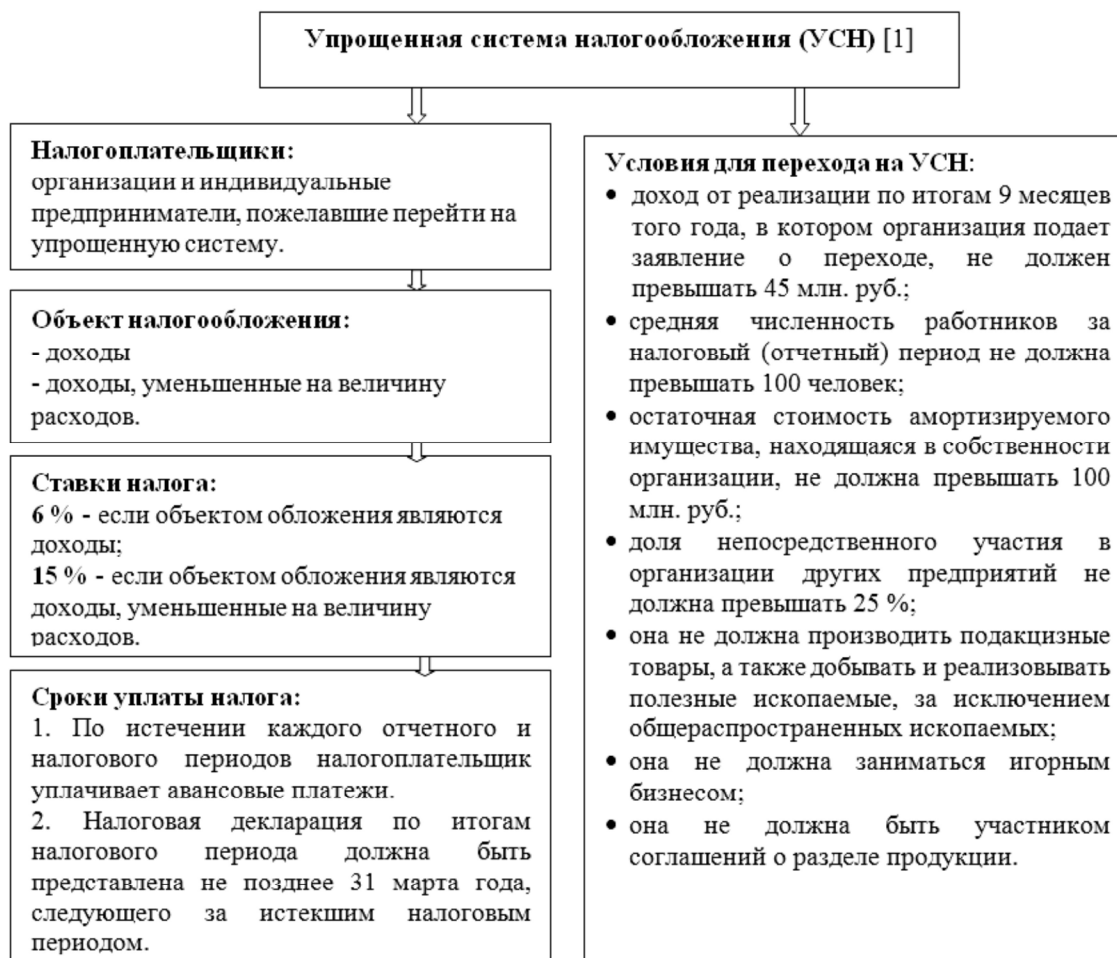 Упрощенная система налогообложения (УСН) [1]
Налогоплательщики:
организации и индивидуальные
предприниматели, пожелавшие перейти на
упрощенную систему.
Объект налогообложения:
- доходы
- доходы, уменьшенные на величину
расходов.
Ставки налога:
6 % - если объектом обложения являются
доходы;
15 % - если объектом обложения являются
доходы, уменьшенные на величину
расходов.
Сроки уплаты налога:
1. По истечении каждого отчетного и
налогового периодов налогоплательщик
уплачивает авансовые платежи.
2. Налоговая декларация по итогам
налогового периода должна быть
представлена не позднее 31 марта года,
следующего за истекшим налоговым
периодом.
Условия для перехода на УСН:
• доход от реализации по итогам 9 месяцев
того года, в котором организация подает
заявление о переходе, не должен
превышать 45 млн. руб.;
• средняя численность работников за
налоговый (отчетный) период не должна
превышать 100 человек;
• остаточная стоимость амортизируемого
имущества, находящаяся в собственности
организации, не должна превышать 100
млн. руб.;
• доля непосредственного участия в
организации других предприятий не
должна превышать 25 %;
• она не должна производить подакцизные
товары, а также добывать и реализовывать
полезные ископаемые, за исключением
общераспространенных ископаемых;
• она не должна заниматься игорным
бизнесом;
• она не должна быть участником
соглашений о разделе продукции.